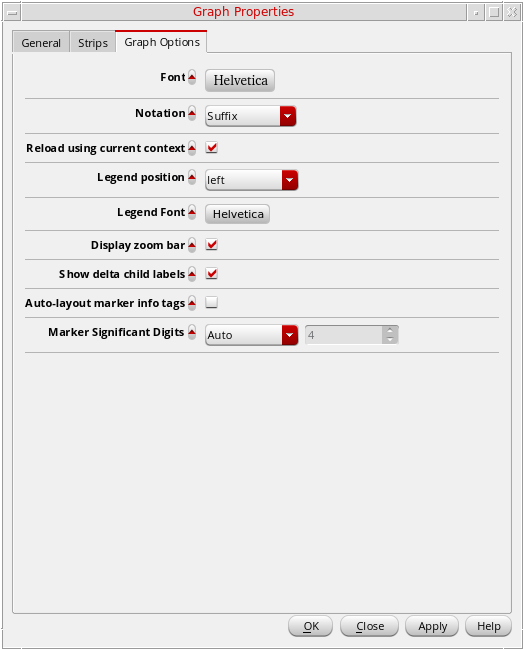 Graph Properties
General Strips Graph Options
Font Helvetica
Notation Suffix
Reload using current context
Legend position left
Legend Font Helvetica
Display zoom bar
Show delta child labels
Auto-layout marker info tags
Marker Significant Digits Auto 4
OK Close Apply Help